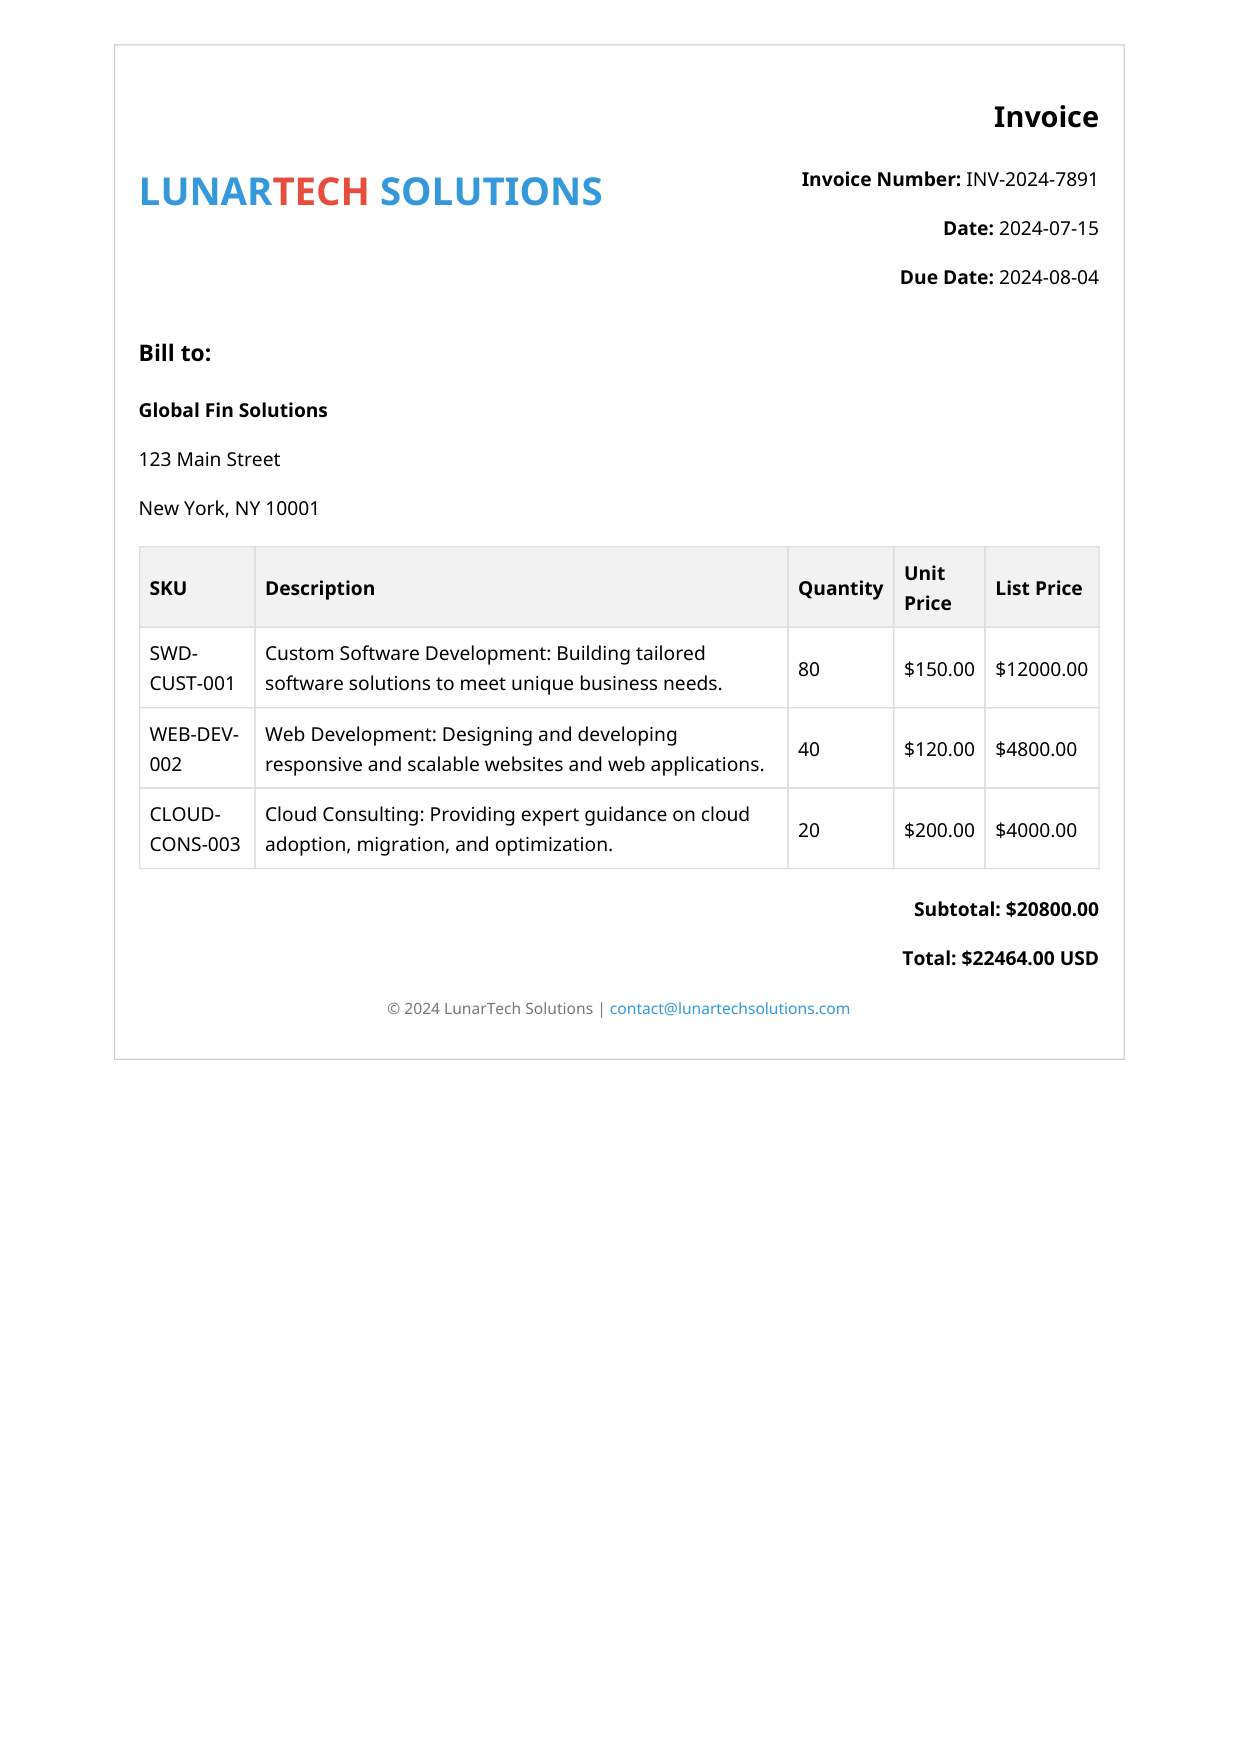 Invoice
LUNARTECH SOLUTIONS
Invoice Number: INV-2024-7891
Date: 2024-07-15
Due Date: 2024-08-04
Bill to:
Global Fin Solutions
123 Main Street
New York, NY 10001
SKU
Description
Quantity
Unit
Price
List Price
SWD-
CUST-001
Custom Software Development: Building tailored
software solutions to meet unique business needs.
80
$150.00
$12000.00
WEB-DEV-
002
Web Development: Designing and developing
responsive and scalable websites and web applications.
40
$120.00
$4800.00
CLOUD-
CONS-003
Cloud Consulting: Providing expert guidance on cloud
adoption, migration, and optimization.
20
$200.00
$4000.00
Subtotal: $20800.00
Total: $22464.00 USD
© 2024 LunarTech Solutions | contact@lunartechsolutions.com